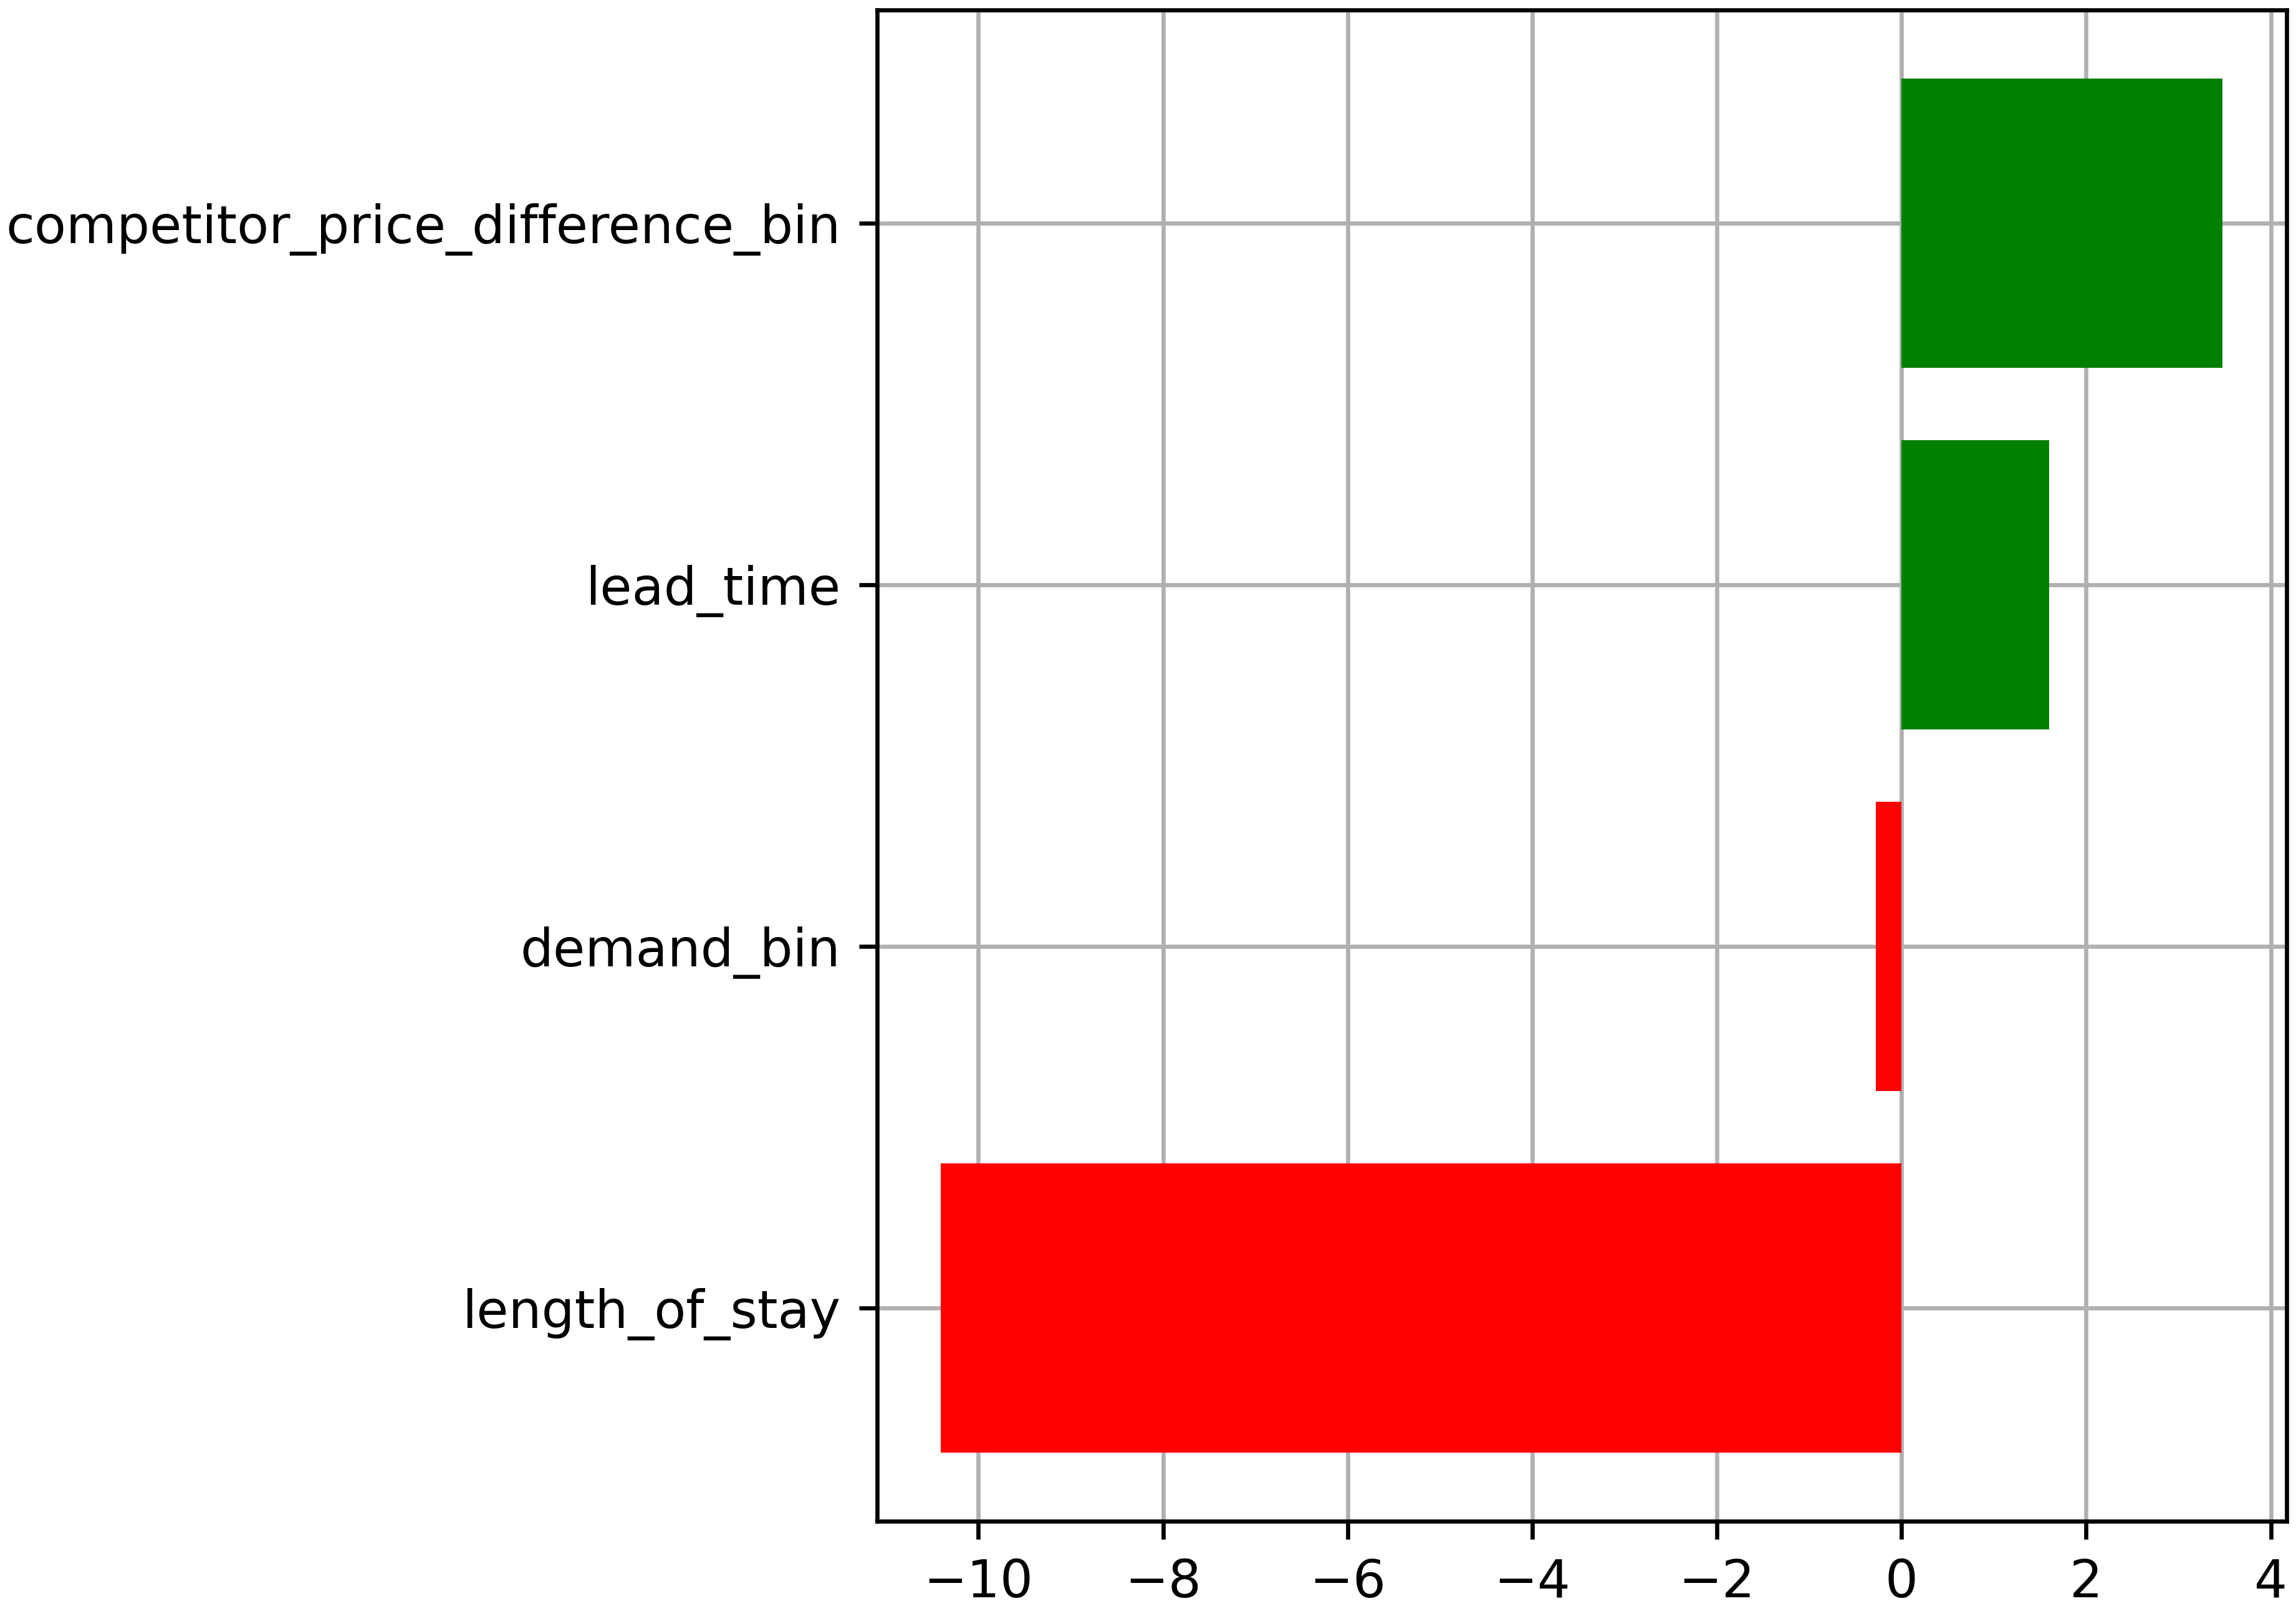 competitor_price_difference_bin
lead_time
demand_bin
length_of_stay
−10 −8 −6 −4 −2 0 2 4